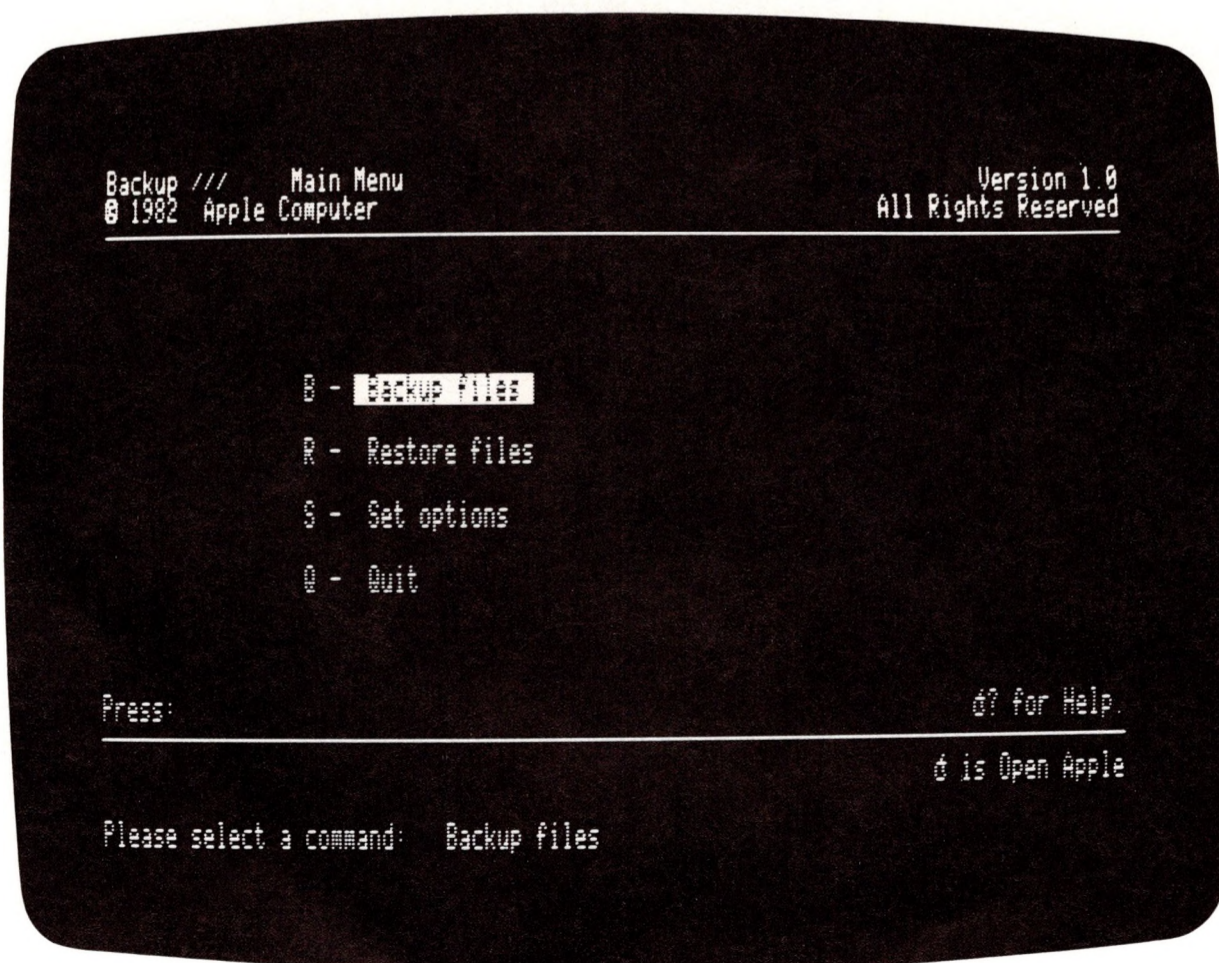 Backup ///    Main Menu    Version 1.0
© 1982  Apple Computer    All Rights Reserved
B - Backup files
R - Restore files
S - Set options
Q - Quit
Press:    ? for Help.
 is Open Apple
Please select a command:    Backup files